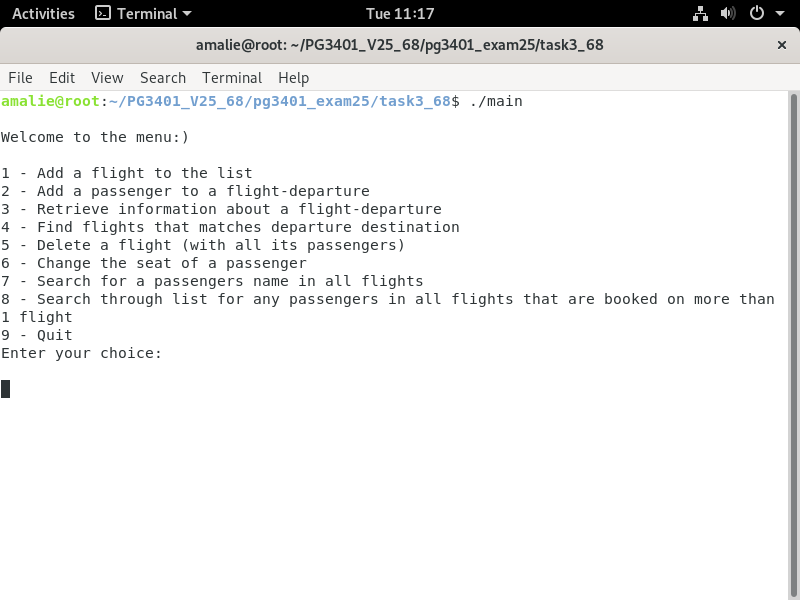 Activities Terminal Tue 11:17
amalie@root: ~/PG3401_V25_68/pg3401_exam25/task3_68 ×
File Edit View Search Terminal Help
amalie@root:~/PG3401_V25_68/pg3401_exam25/task3_68$ ./main
Welcome to the menu:)
1 - Add a flight to the list
2 - Add a passenger to a flight-departure
3 - Retrieve information about a flight-departure
4 - Find flights that matches departure destination
5 - Delete a flight (with all its passengers)
6 - Change the seat of a passenger
7 - Search for a passengers name in all flights
8 - Search through list for any passengers in all flights that are booked on more than
1 flight
9 - Quit
Enter your choice: